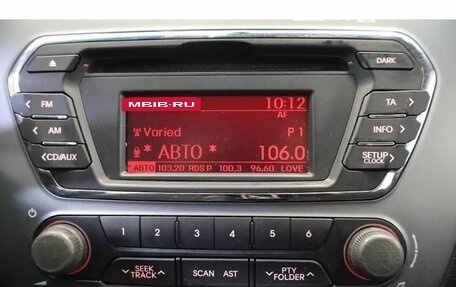 DARK
MBIB-RU
10:12
AF
FM
TA
Varied
P 1
AM
INFO
* АВТО *
106.0
CD/AUX
SETUP
CLOCK
АВТО 103.20 RDS P 100.3 96.60 LOVE
1 2 3 4 5 6
SEEK
TRACK
SCAN AST
PTY
FOLDER